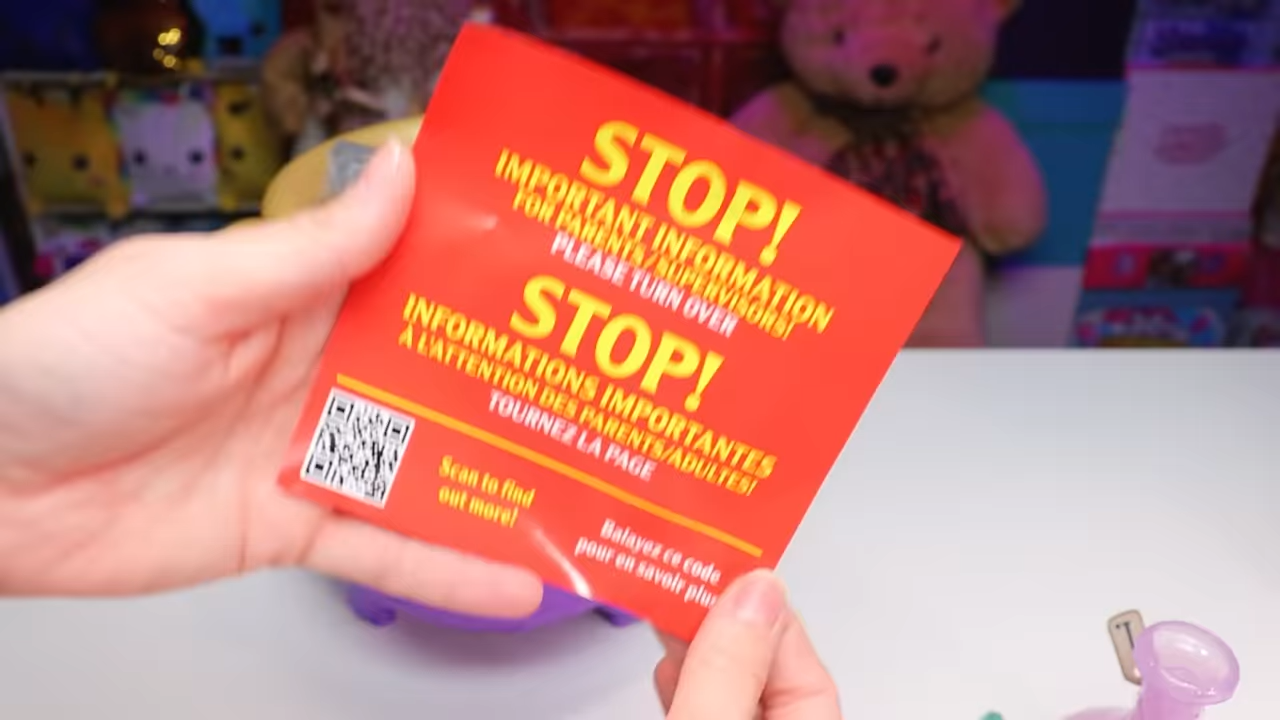 STOP!
IMPORTANT INFORMATION
FOR PARENTS/SUPERVISORS!
PLEASE TURN OVER
STOP!
INFORMATIONS IMPORTANTES
À L'ATTENTION DES PARENTS/ADULTES!
TOURNEZ LA PAGE
Scan to find
out more!
Balayez ce code
pour en savoir plus
T